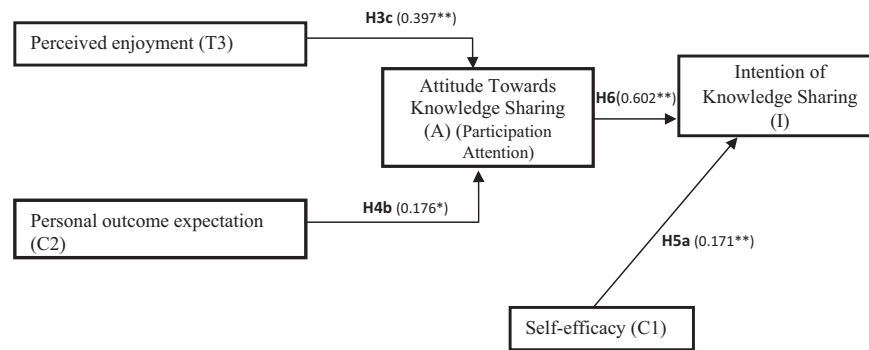 H3c (0.397**)
Perceived enjoyment (T3)
Attitude Towards
Knowledge Sharing
(A) (Participation
Attention)
H6(0.602**)
Intention of
Knowledge Sharing
(I)
H4b (0.176*)
Personal outcome expectation
(C2)
H5a (0.171**)
Self-efficacy (C1)